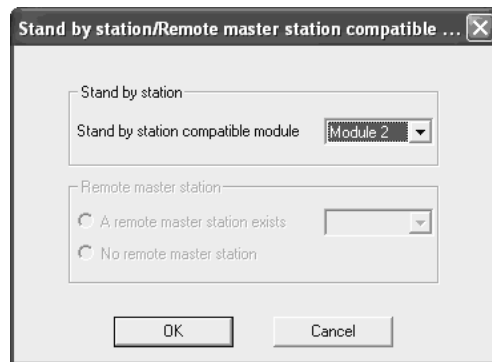 Stand by station/Remote master station compatible ...
Stand by station
Stand by station compatible module Module 2
Remote master station
A remote master station exists
No remote master station
OK Cancel